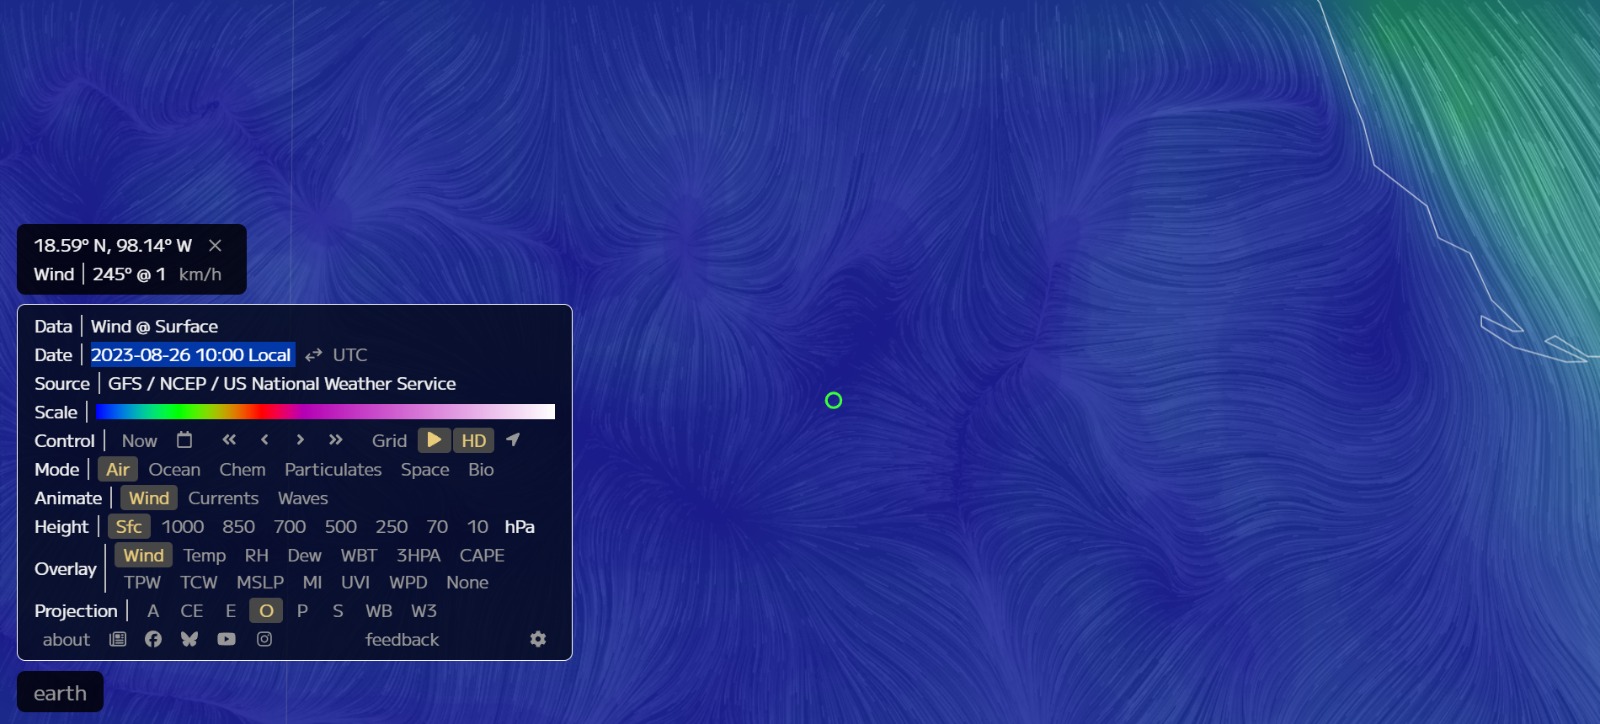 18.59° N, 98.14° W ×
Wind | 245° @ 1 km/h
Data | Wind @ Surface
Date | 2023-08-26 10:00 Local ⇄ UTC
Source | GFS / NCEP / US National Weather Service
Scale |
Control | Now « ‹ › » Grid HD
Mode | Air Ocean Chem Particulates Space Bio
Animate | Wind Currents Waves
Height | Sfc 1000 850 700 500 250 70 10 hPa
Overlay | Wind Temp RH Dew WBT 3HPA CAPE
TPW TCW MSLP MI UVI WPD None
Projection | A CE E O P S WB W3
about feedback
earth